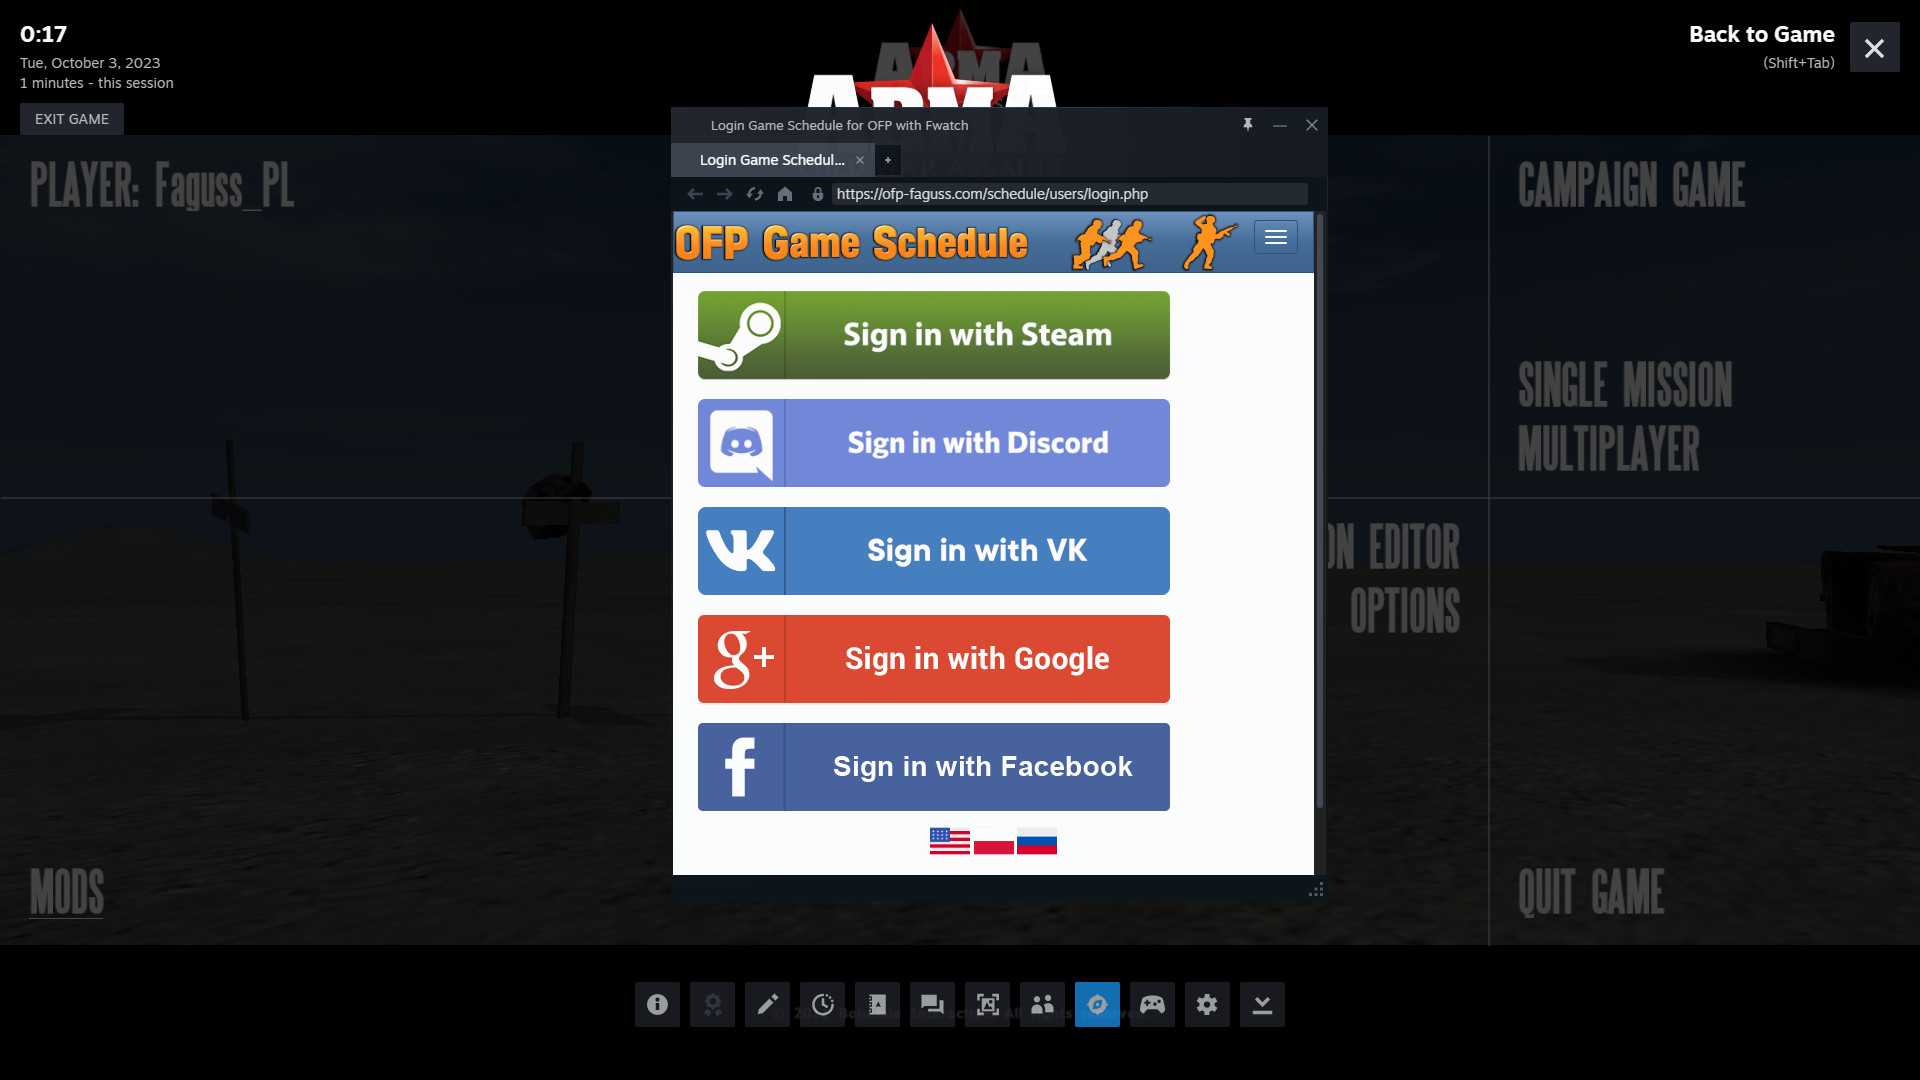 0:17
Tue, October 3, 2023
1 minutes - this session
EXIT GAME
Back to Game
(Shift+Tab)
Login Game Schedule for OFP with Fwatch
Login Game Schedul...
https://ofp-faguss.com/schedule/users/login.php
OFP Game Schedule
Sign in with Steam
Sign in with Discord
VK
Sign in with VK
g+
Sign in with Google
f
Sign in with Facebook
PLAYER: Faguss_PL
CAMPAIGN GAME
SINGLE MISSION
MULTIPLAYER
ON EDITOR
OPTIONS
MODS
QUIT GAME